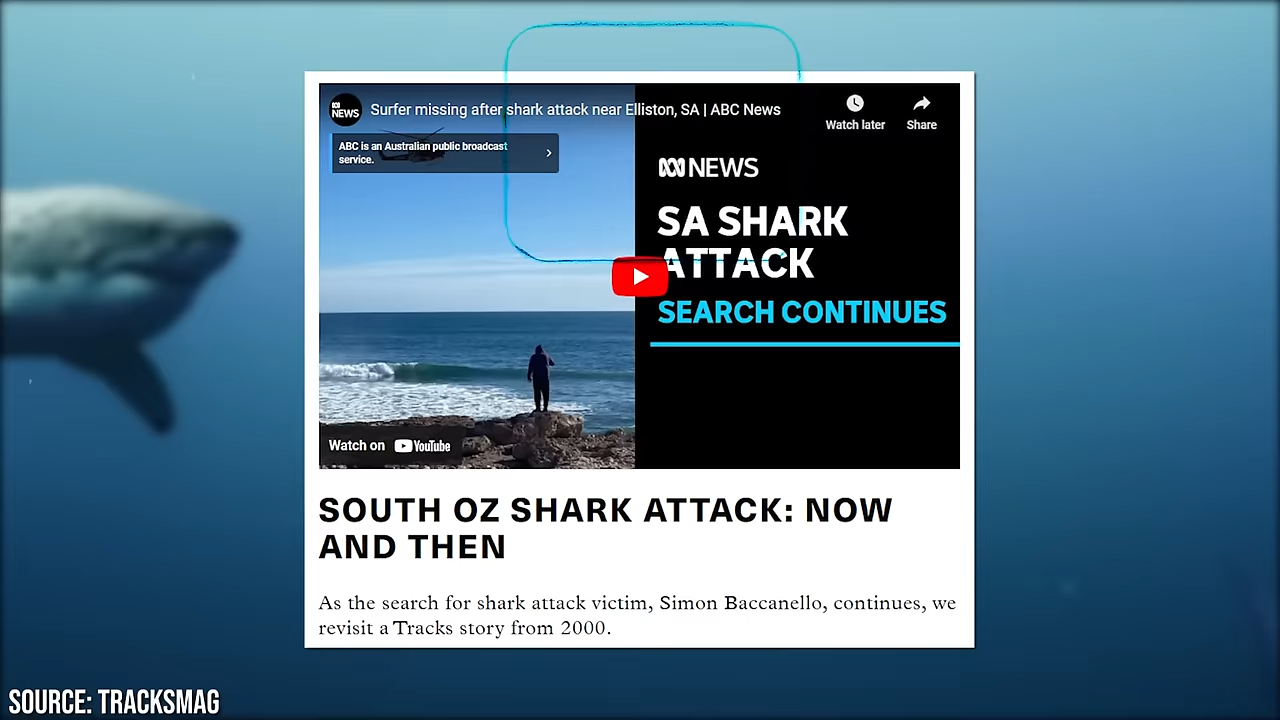 NEWS
Surfer missing after shark attack near Elliston, SA | ABC News
Watch later
Share
ABC is an Australian public broadcast
service.
NEWS
SA SHARK
ATTACK
SEARCH CONTINUES
Watch on YouTube
SOUTH OZ SHARK ATTACK: NOW
AND THEN
As the search for shark attack victim, Simon Baccanello, continues, we
revisit a Tracks story from 2000.
SOURCE: TRACKSMAG